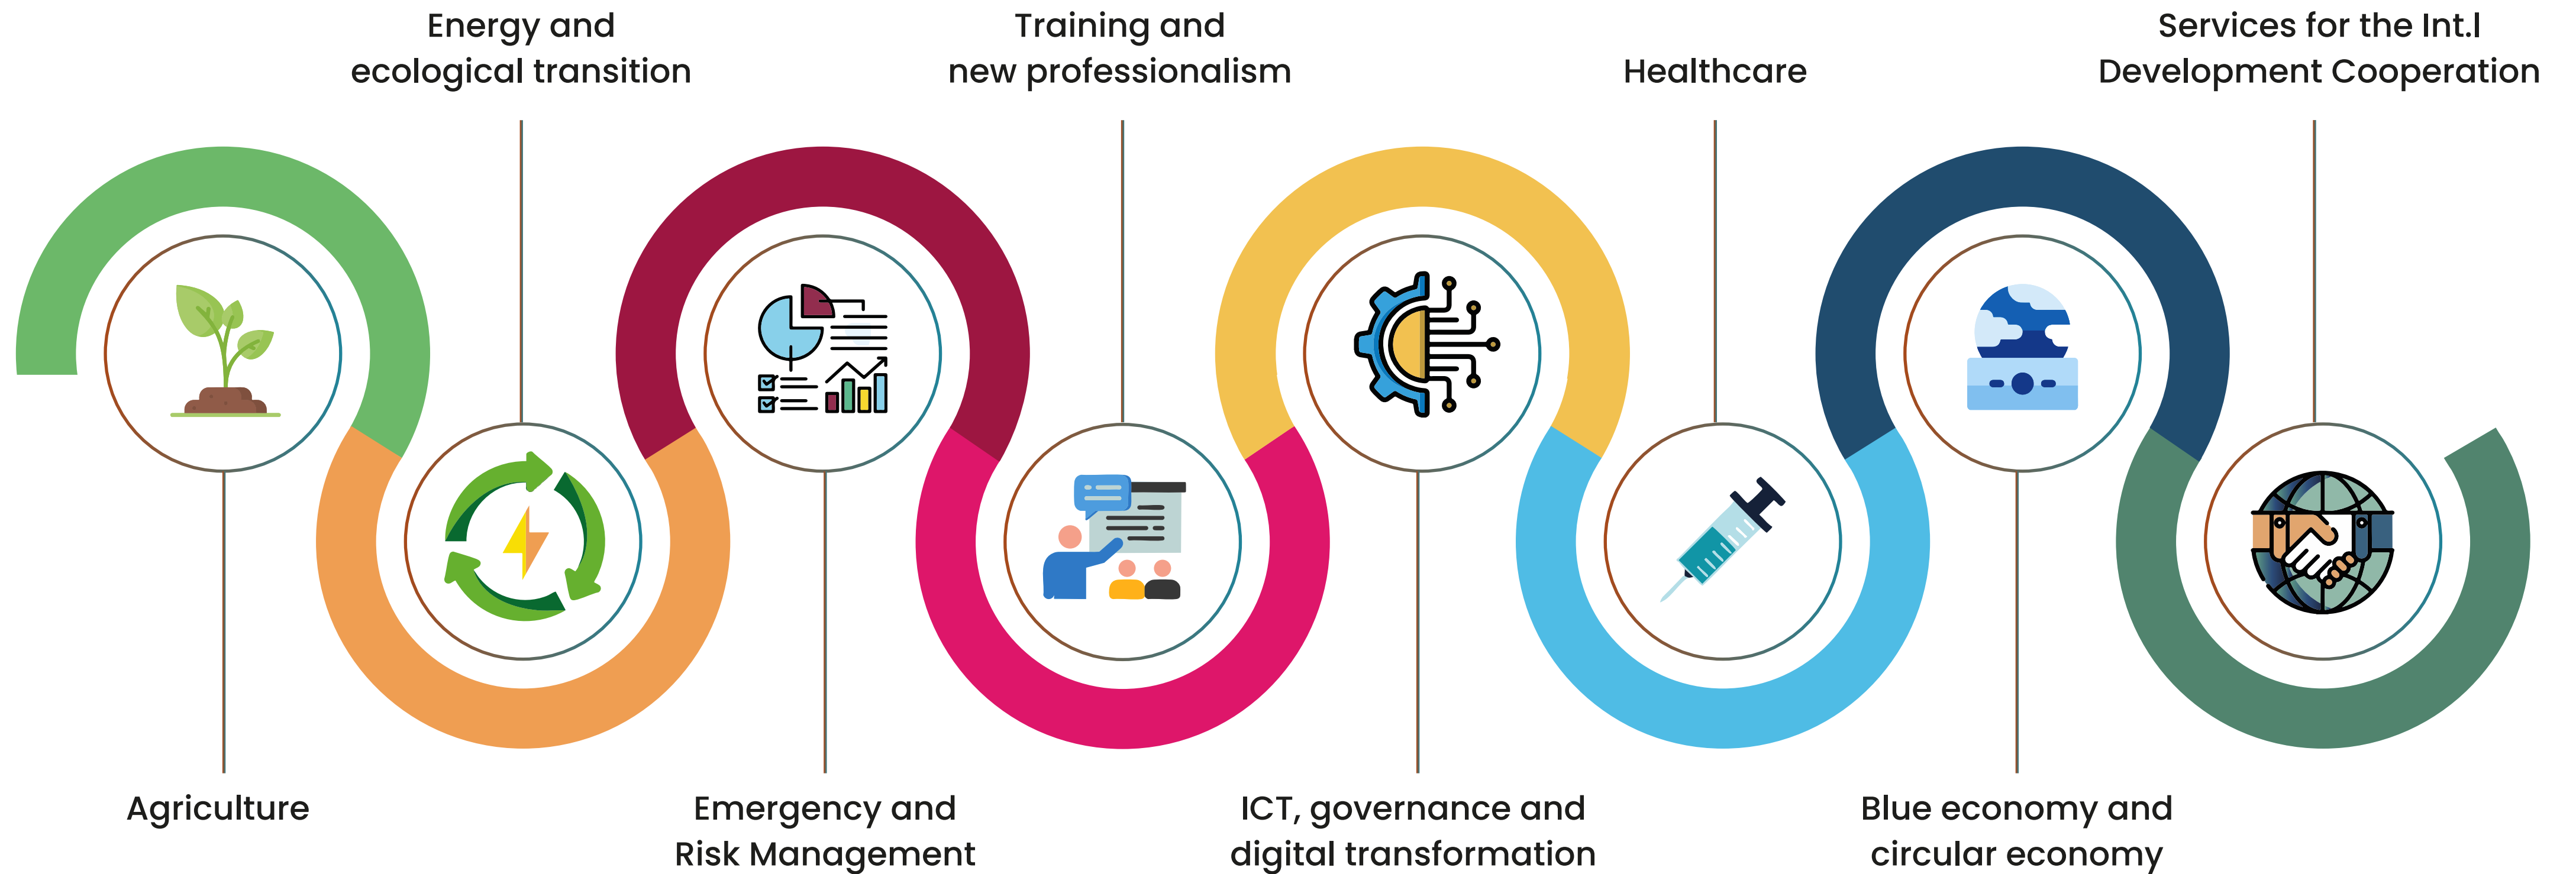 Energy and
ecological transition
Training and
new professionalism
Healthcare
Services for the Int.l
Development Cooperation
Agriculture
Emergency and
Risk Management
ICT, governance and
digital transformation
Blue economy and
circular economy